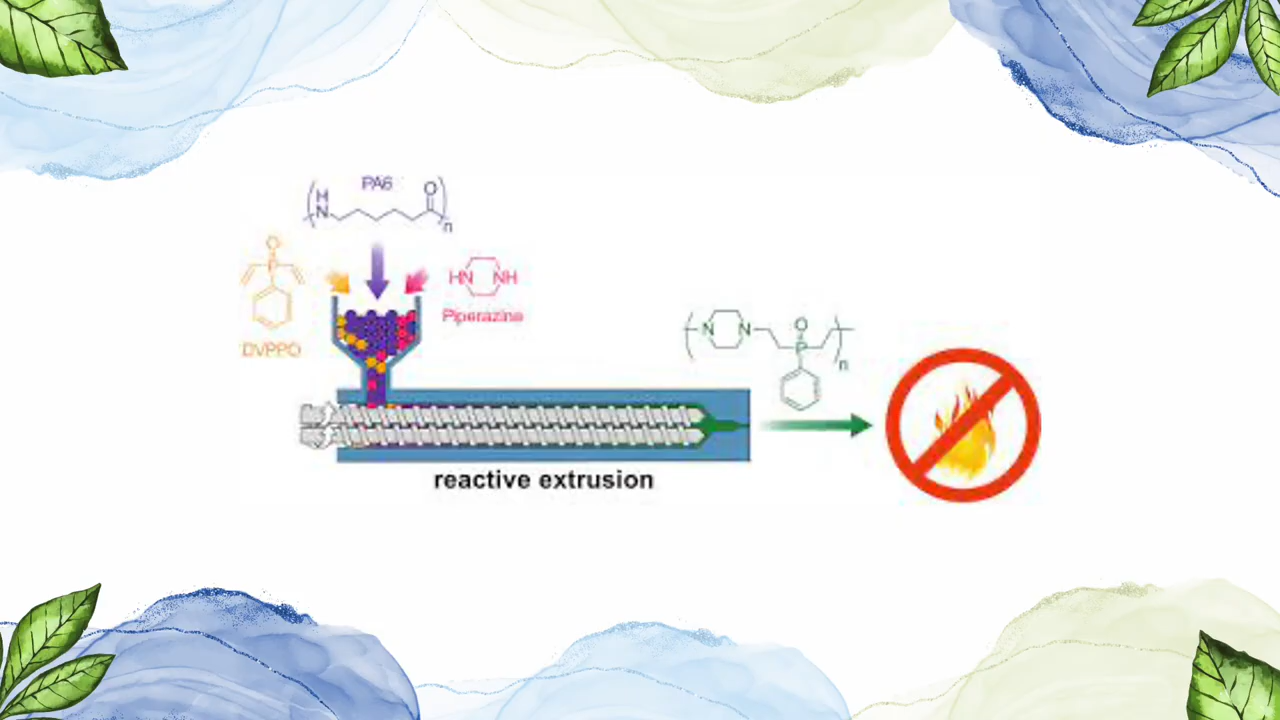 PA6
H
N
O
n
O
P
HN NH
Piperazine
DVPPO
N N
O
P
n
reactive extrusion